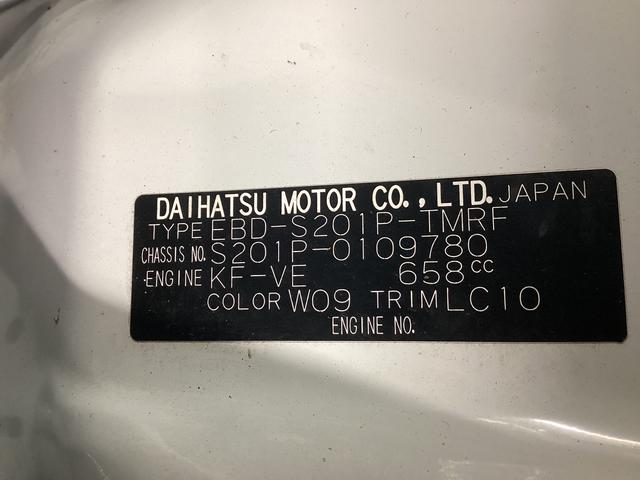 DAIHATSU MOTOR CO., LTD. JAPAN
TYPE EBD-S201P-TMRF
CHASSIS NO. S201P-0109780
ENGINE KF-VE 658cc
COLOR W09 TRIM LC10
ENGINE NO.